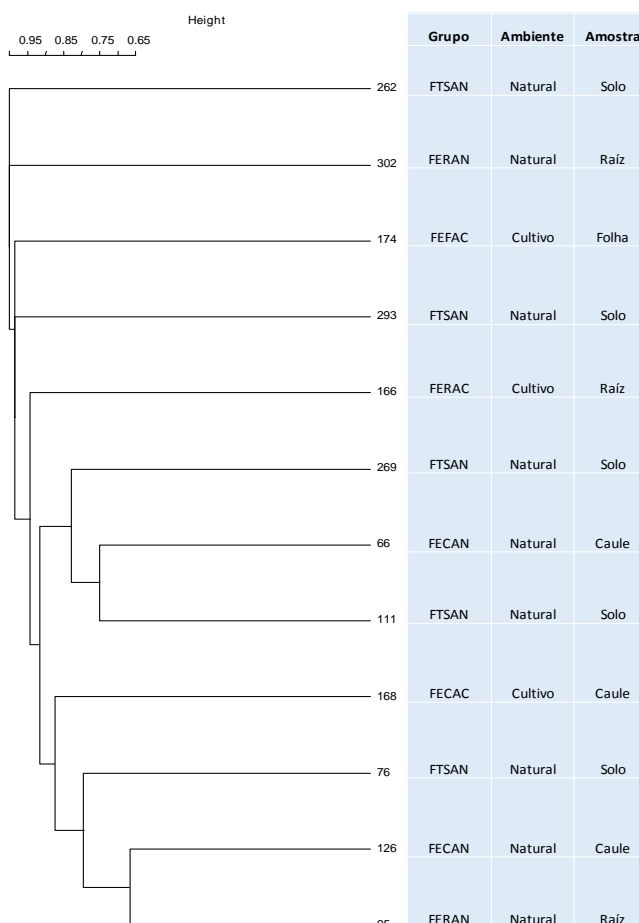 Height
0.95 0.85 0.75 0.65
Grupo Ambiente Amostra
262 FTSAN Natural Solo
302 FERAN Natural Raíz
174 FEFAC Cultivo Folha
293 FTSAN Natural Solo
166 FERAC Cultivo Raíz
269 FTSAN Natural Solo
66 FECAN Natural Caule
111 FTSAN Natural Solo
168 FECAC Cultivo Caule
76 FTSAN Natural Solo
126 FECAN Natural Caule
FERAN Natural Raíz